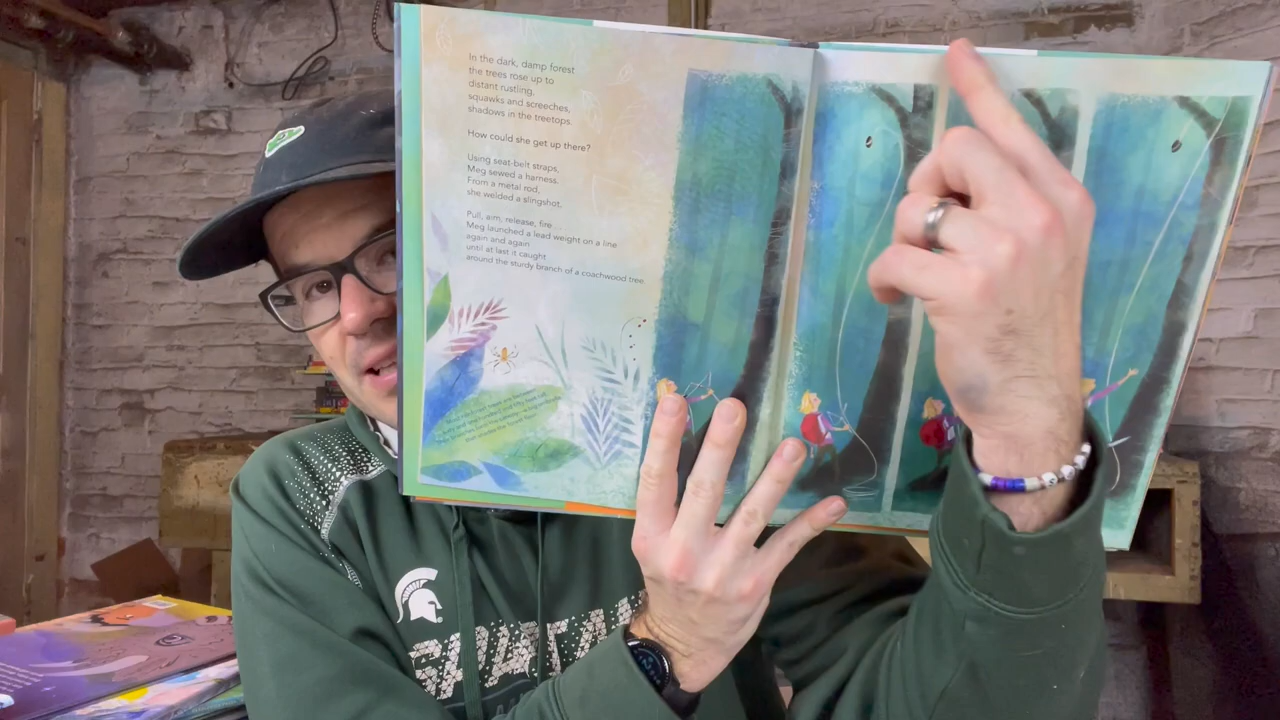 In the dark, damp forest
the trees rose up to
distant rustling,
squawks and screeches,
shadows in the treetops.
How could she get up there?
Using seat-belt straps,
Meg sewed a harness.
From a metal rod,
she welded a slingshot.
Pull, aim, release, fire . . .
Meg launched a lead weight on a line
again and again
until at last it caught
around the sturdy branch of a coachwood tree.
SPARTA